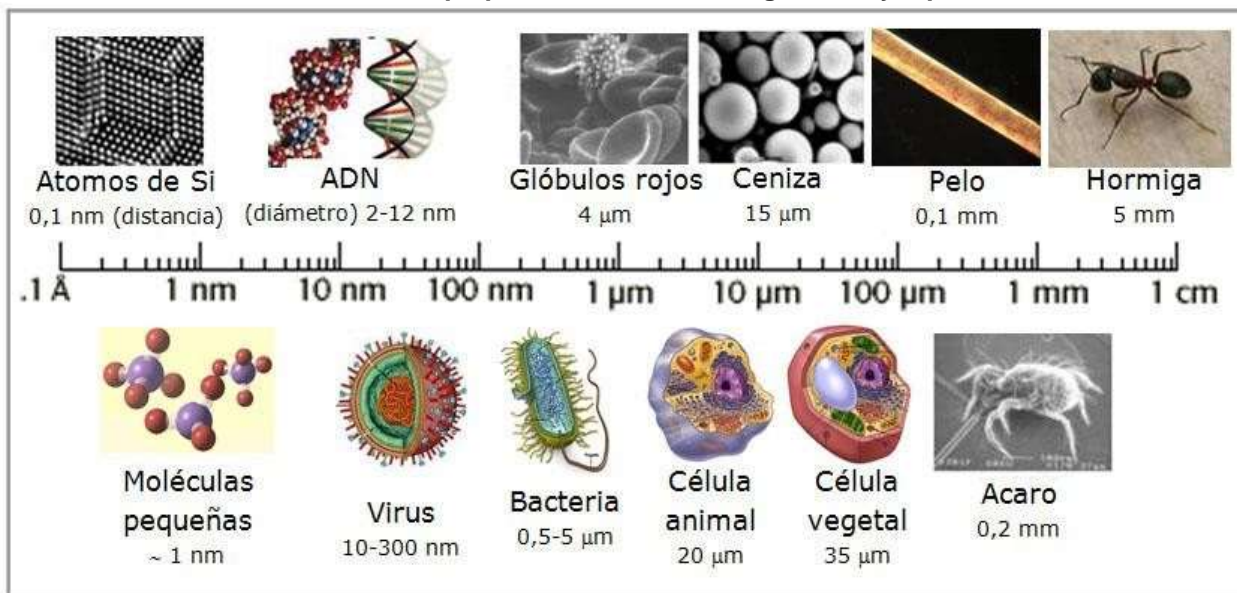 Atomos de Si
0,1 nm (distancia)
ADN
(diámetro) 2-12 nm
Glóbulos rojos
4 µm
Ceniza
15 µm
Pelo
0,1 mm
Hormiga
5 mm
.1 Å 1 nm 10 nm 100 nm 1 µm 10 µm 100 µm 1 mm 1 cm
Moléculas
pequeñas
~ 1 nm
Virus
10-300 nm
Bacteria
0,5-5 µm
Célula
animal
20 µm
Célula
vegetal
35 µm
Acaro
0,2 mm